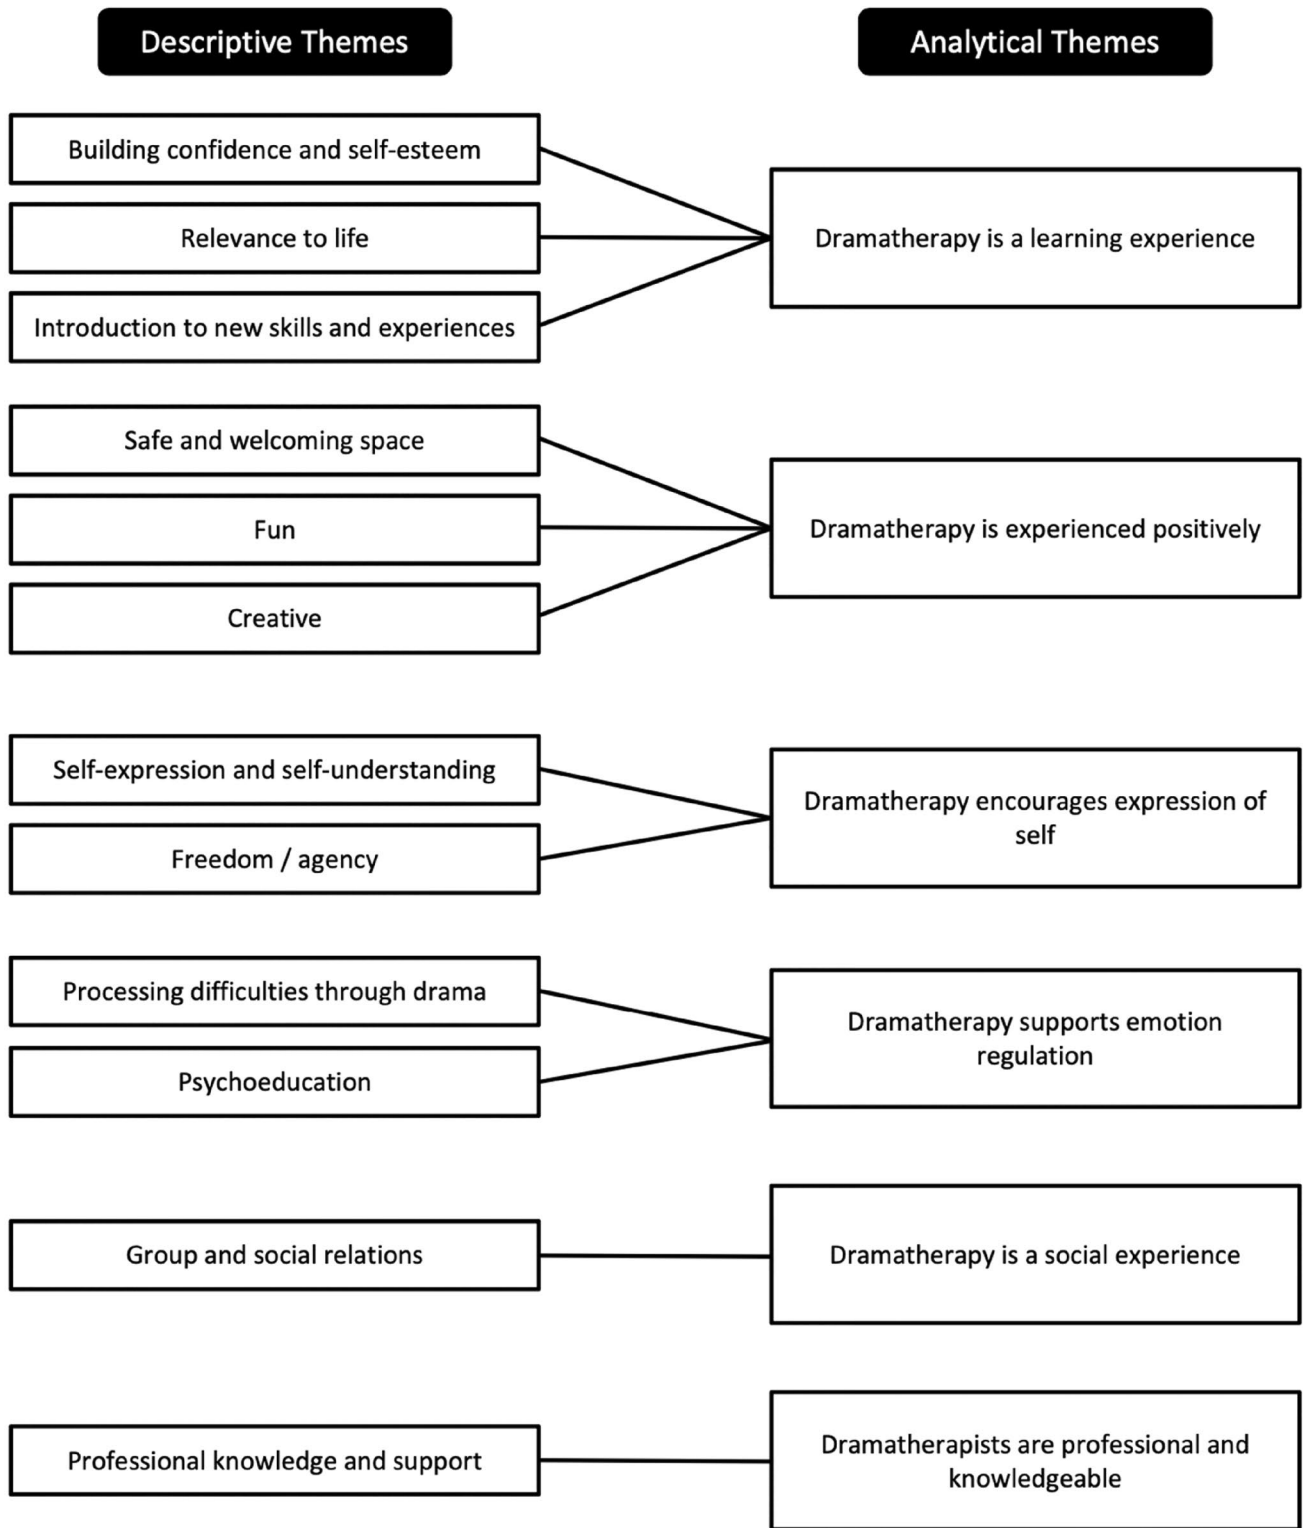 Descriptive Themes
Analytical Themes
Building confidence and self-esteem
Relevance to life
Introduction to new skills and experiences
Dramatherapy is a learning experience
Safe and welcoming space
Fun
Creative
Dramatherapy is experienced positively
Self-expression and self-understanding
Freedom / agency
Dramatherapy encourages expression of
self
Processing difficulties through drama
Psychoeducation
Dramatherapy supports emotion
regulation
Group and social relations
Dramatherapy is a social experience
Professional knowledge and support
Dramatherapists are professional and
knowledgeable